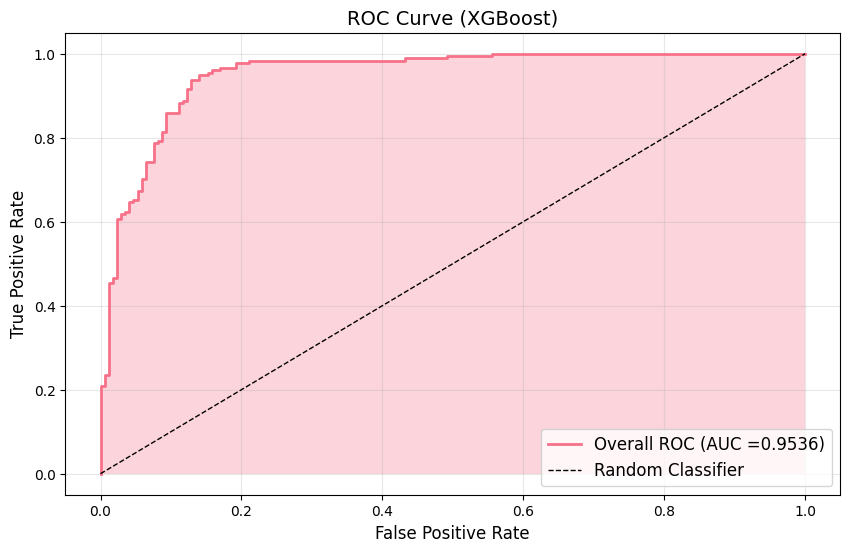 ROC Curve (XGBoost)
True Positive Rate
1.0
0.8
0.6
0.4
0.2
0.0
0.0 0.2 0.4 0.6 0.8 1.0
False Positive Rate
Overall ROC (AUC =0.9536)
Random Classifier